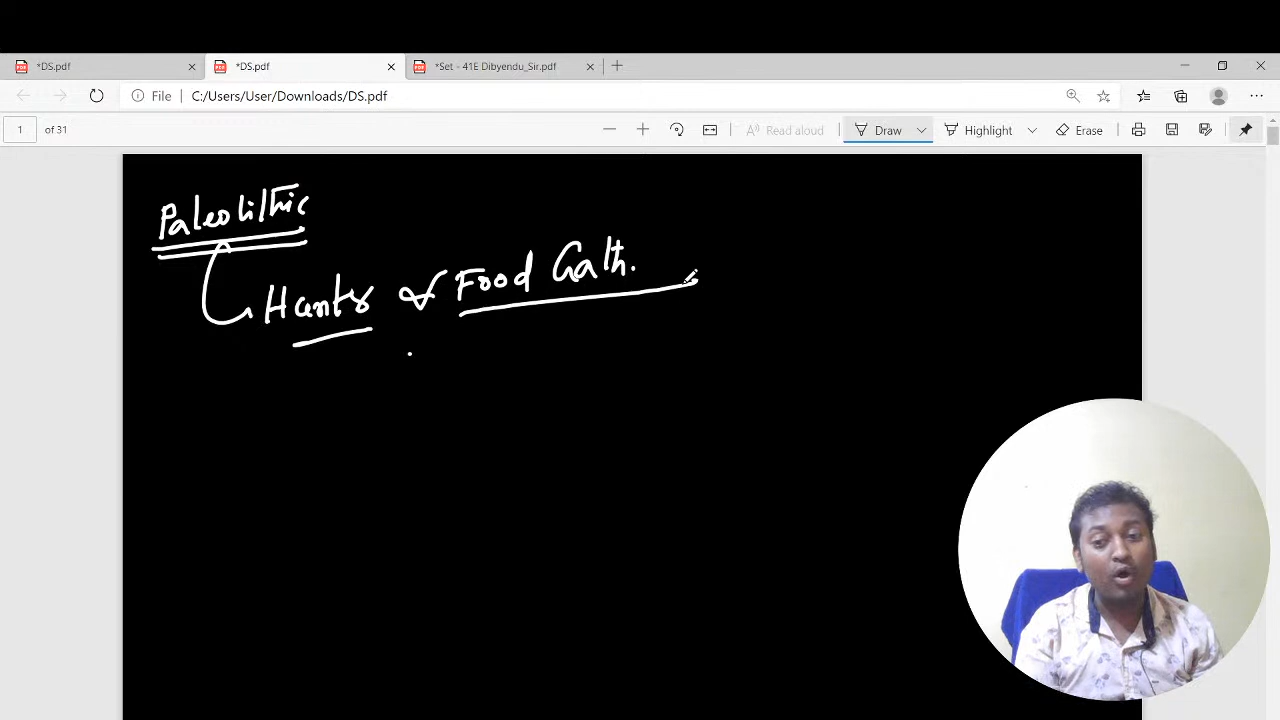 *DS.pdf
*DS.pdf
*Set - 41E Dibyendu_Sir.pdf
File
C:/Users/User/Downloads/DS.pdf
1 of 31
Read aloud
Draw
Highlight
Erase
Paleolithic
Hunts & Food Gath.